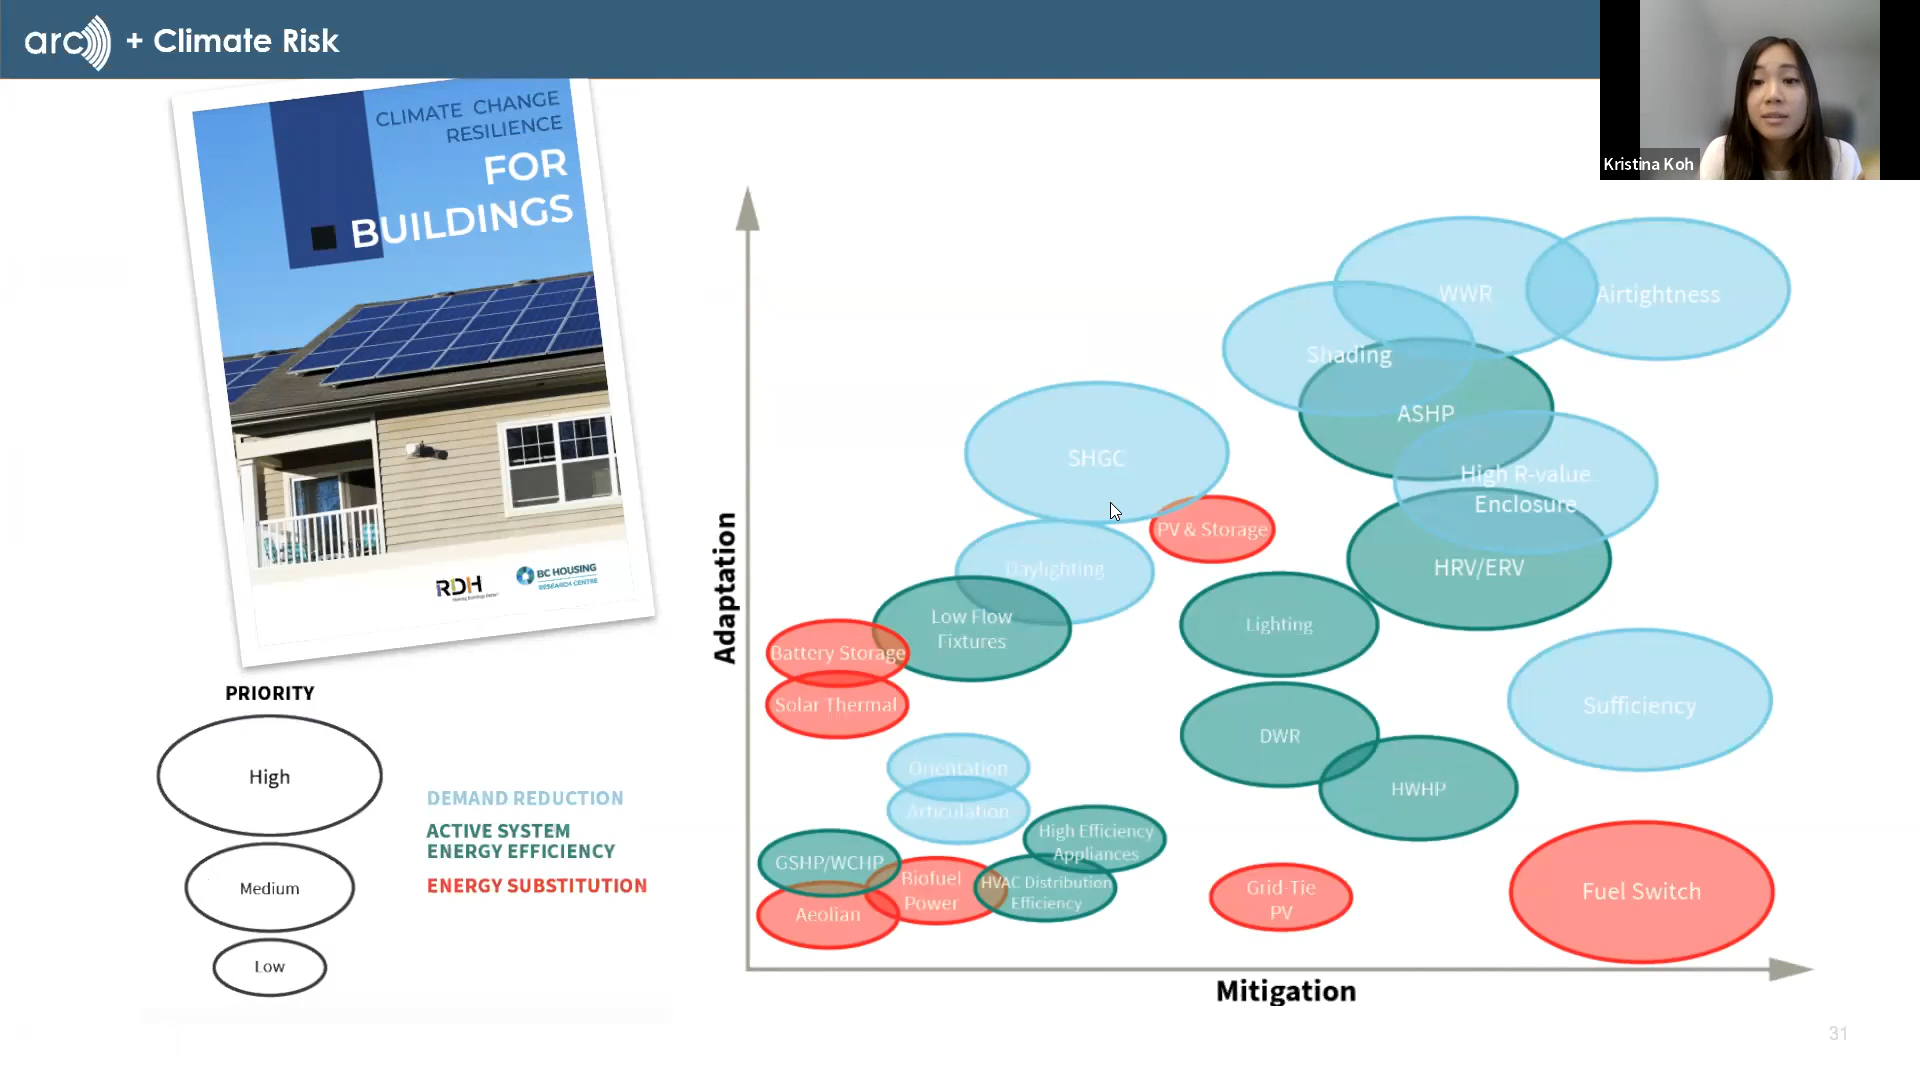 arc + Climate Risk
Kristina Koh
CLIMATE CHANGE
RESILIENCE
FOR
BUILDINGS
RDH
BC HOUSING
RESEARCH CENTRE
PRIORITY
High
Medium
Low
DEMAND REDUCTION
ACTIVE SYSTEM
ENERGY EFFICIENCY
ENERGY SUBSTITUTION
Adaptation
Mitigation
WWR
Airtightness
Shading
ASHP
SHGC
High R-value
Enclosure
PV & Storage
Daylighting
HRV/ERV
Low Flow
Fixtures
Lighting
Battery Storage
Solar Thermal
Sufficiency
DWR
Orientation
HWHP
Articulation
High Efficiency
Appliances
GSHP/WCHP
Biofuel
Power
HVAC Distribution
Efficiency
Aeolian
Grid-Tie
PV
Fuel Switch
31